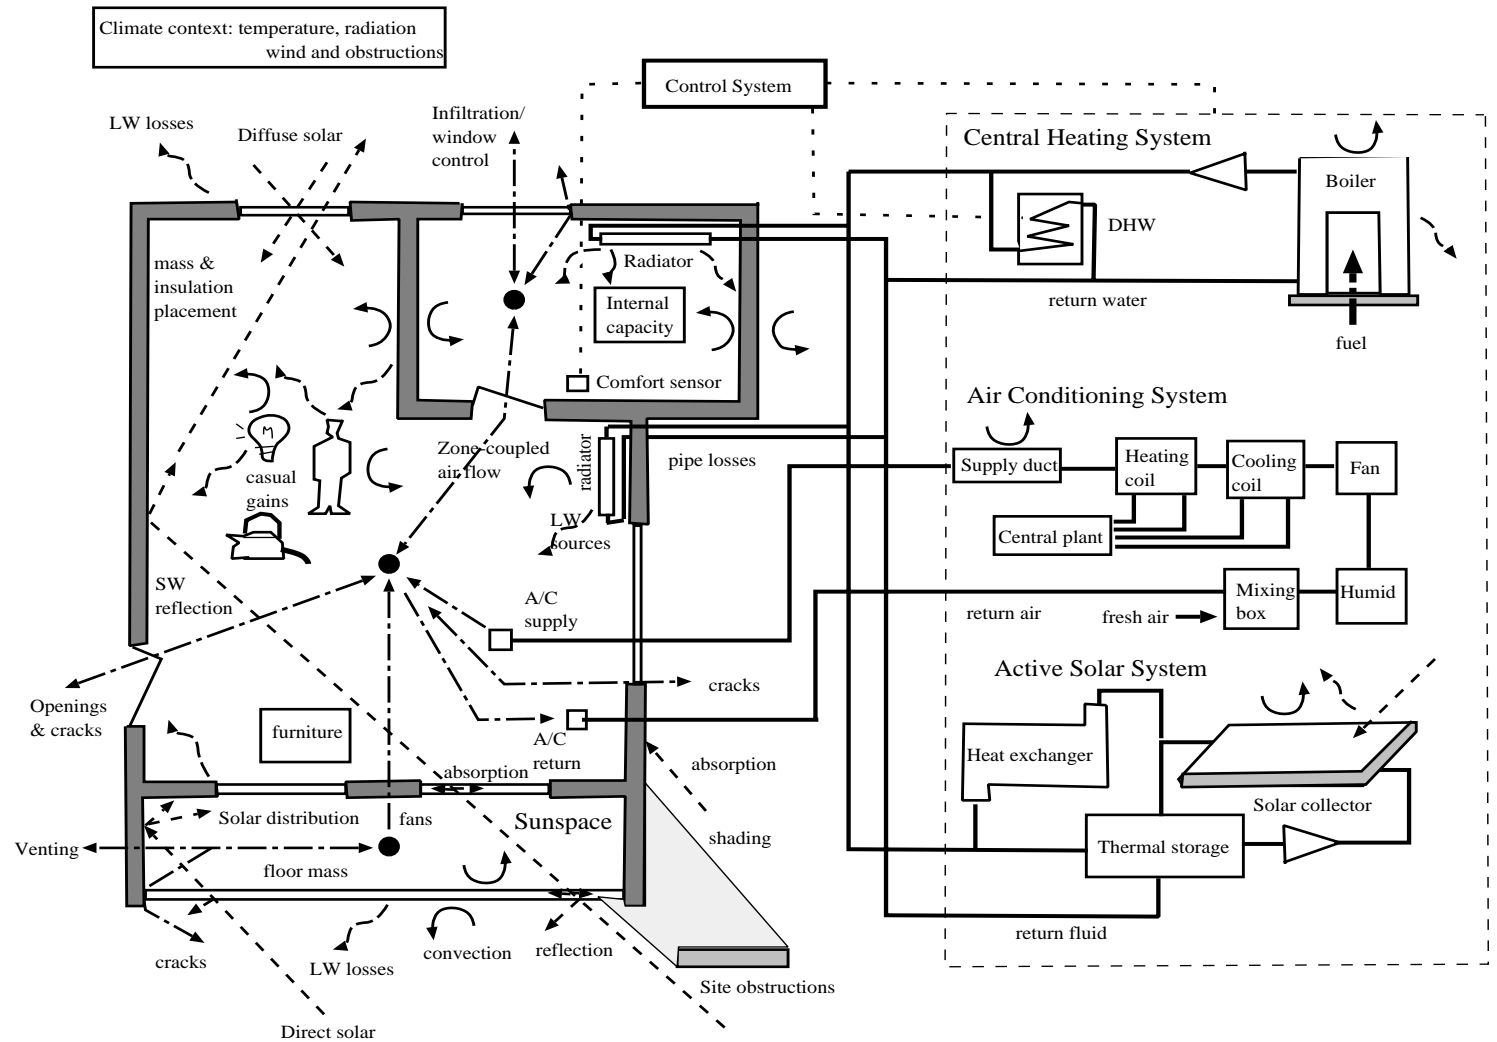 Climate context: temperature, radiation
wind and obstructions
Control System
LW losses
Diffuse solar
Infiltration/
window
control
Central Heating System
Boiler
DHW
return water
fuel
mass &
insulation
placement
Radiator
Internal
capacity
Comfort sensor
Zone-coupled
air flow
radiator
pipe losses
casual
gains
LW
sources
SW
reflection
A/C
supply
Air Conditioning System
Supply duct
Heating
coil
Cooling
coil
Fan
Central plant
Mixing
box
Humid
return air
fresh air
Openings
& cracks
furniture
cracks
A/C
return
absorption
absorption
Solar distribution
fans
Sunspace
shading
Venting
floor mass
cracks
LW losses
convection
reflection
Site obstructions
Direct solar
Active Solar System
Heat exchanger
Solar collector
Thermal storage
return fluid
M